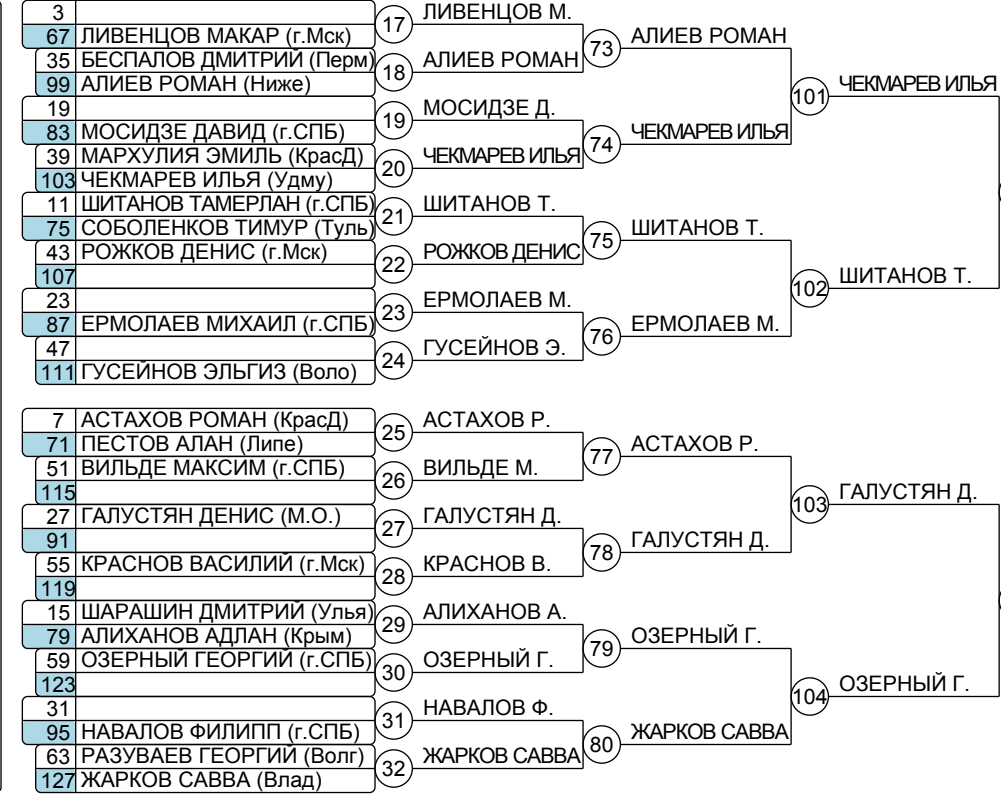 3
17
ЛИВЕНЦОВ М.
67 ЛИВЕНЦОВ МАКАР (г.Мск)
73
АЛИЕВ РОМАН
35 БЕСПАЛОВ ДМИТРИЙ (Перм)
18
АЛИЕВ РОМАН
99 АЛИЕВ РОМАН (Ниже)
101
ЧЕКМАРЕВ ИЛЬЯ
19
19
МОСИДЗЕ Д.
83 МОСИДЗЕ ДАВИД (г.СПБ)
74
ЧЕКМАРЕВ ИЛЬЯ
39 МАРХУЛИЯ ЭМИЛЬ (КрасД)
20
ЧЕКМАРЕВ ИЛЬЯ
103 ЧЕКМАРЕВ ИЛЬЯ (Удму)
11 ШИТАНОВ ТАМЕРЛАН (г.СПБ)
21
ШИТАНОВ Т.
75 СОБОЛЕНКОВ ТИМУР (Туль)
75
ШИТАНОВ Т.
43 РОЖКОВ ДЕНИС (г.Мск)
22
РОЖКОВ ДЕНИС
107
102
ШИТАНОВ Т.
23
23
ЕРМОЛАЕВ М.
87 ЕРМОЛАЕВ МИХАИЛ (г.СПБ)
76
ЕРМОЛАЕВ М.
47
24
ГУСЕЙНОВ Э.
111 ГУСЕЙНОВ ЭЛЬГИЗ (Воло)
7 АСТАХОВ РОМАН (КрасД)
25
АСТАХОВ Р.
71 ПЕСТОВ АЛАН (Липе)
77
АСТАХОВ Р.
51 ВИЛЬДЕ МАКСИМ (г.СПБ)
26
ВИЛЬДЕ М.
115
103
ГАЛУСТЯН Д.
27 ГАЛУСТЯН ДЕНИС (М.О.)
27
ГАЛУСТЯН Д.
91
78
ГАЛУСТЯН Д.
55 КРАСНОВ ВАСИЛИЙ (г.Мск)
28
КРАСНОВ В.
119
15 ШАРАШИН ДМИТРИЙ (Улья)
29
АЛИХАНОВ А.
79 АЛИХАНОВ АДЛАН (Крым)
79
ОЗЕРНЫЙ Г.
59 ОЗЕРНЫЙ ГЕОРГИЙ (г.СПБ)
30
ОЗЕРНЫЙ Г.
123
104
ОЗЕРНЫЙ Г.
31
31
НАВАЛОВ Ф.
95 НАВАЛОВ ФИЛИПП (г.СПБ)
80
ЖАРКОВ САВВА
63 РАЗУВАЕВ ГЕОРГИЙ (Волг)
32
ЖАРКОВ САВВА
127 ЖАРКОВ САВВА (Влад)